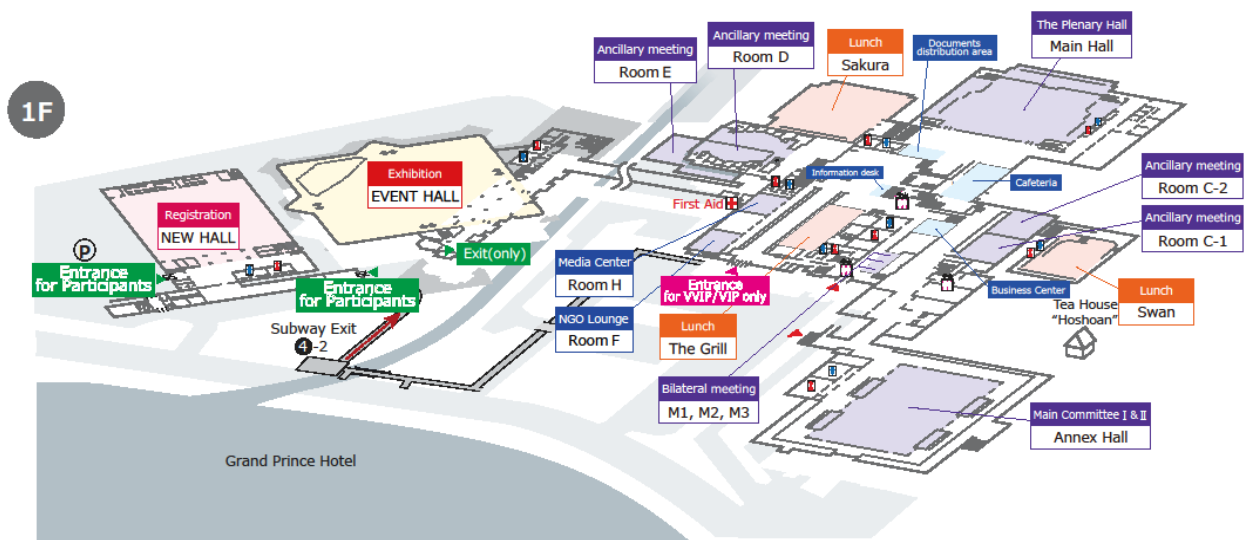 1F
Ancillary meeting
Room E
Ancillary meeting
Room D
Lunch
Sakura
Documents
distribution area
The Plenary Hall
Main Hall
Exhibition
EVENT HALL
Registration
NEW HALL
P
Entrance
for Participants
Entrance
for Participants
Exit(only)
Subway Exit
4-2
First Aid
Information desk
Cafeteria
Ancillary meeting
Room C-2
Ancillary meeting
Room C-1
Media Center
Room H
NGO Lounge
Room F
Entrance
for VVIP/VIP only
Lunch
The Grill
Business Center
Tea House
"Hoshoan"
Lunch
Swan
Bilateral meeting
M1, M2, M3
Main Committee Ⅰ & Ⅱ
Annex Hall
Grand Prince Hotel